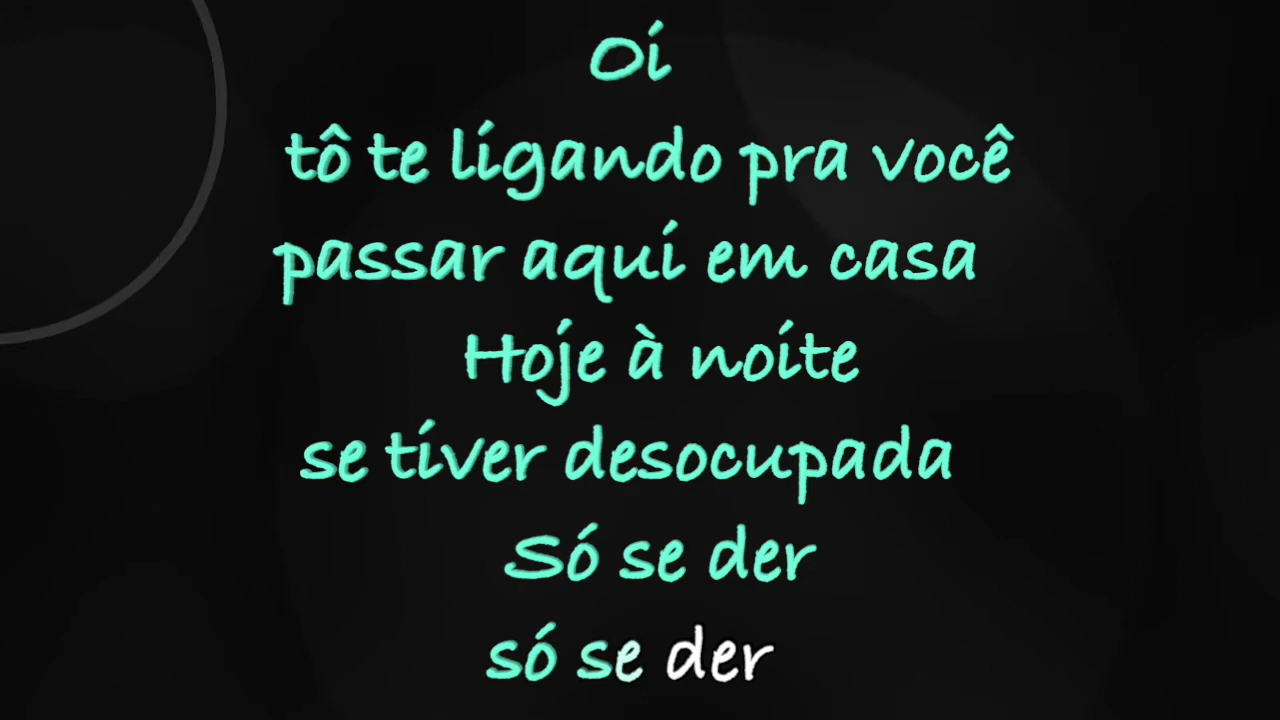 Oi
tô te ligando pra você
passar aqui em casa
Hoje à noite
se tiver desocupada
Só se der
só se der